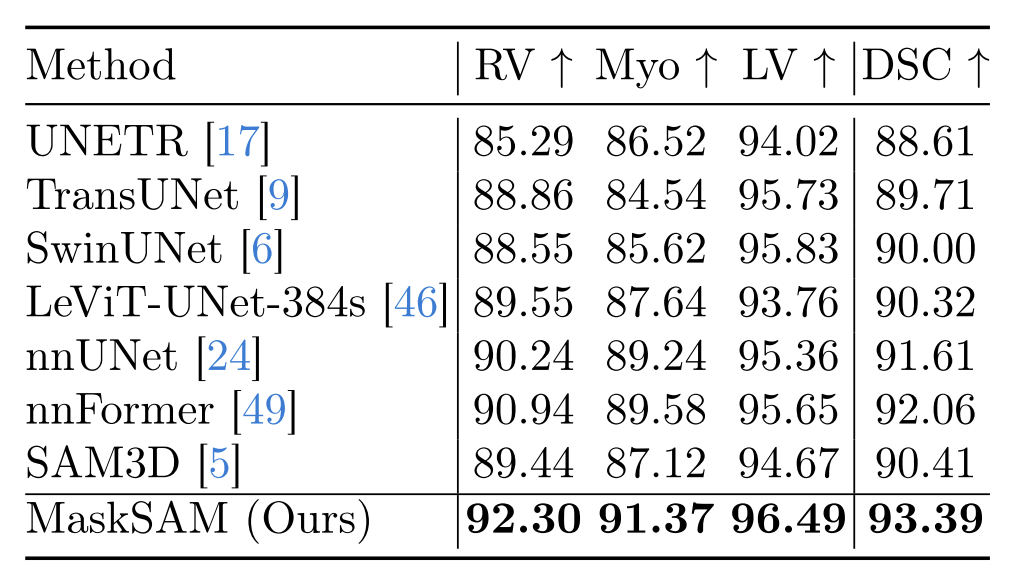 Method RV ↑ Myo ↑ LV ↑ DSC ↑
UNETR [17] 85.29 86.52 94.02 88.61
TransUNet [9] 88.86 84.54 95.73 89.71
SwinUNet [6] 88.55 85.62 95.83 90.00
LeViT-UNet-384s [46] 89.55 87.64 93.76 90.32
nnUNet [24] 90.24 89.24 95.36 91.61
nnFormer [49] 90.94 89.58 95.65 92.06
SAM3D [5] 89.44 87.12 94.67 90.41
MaskSAM (Ours) 92.30 91.37 96.49 93.39